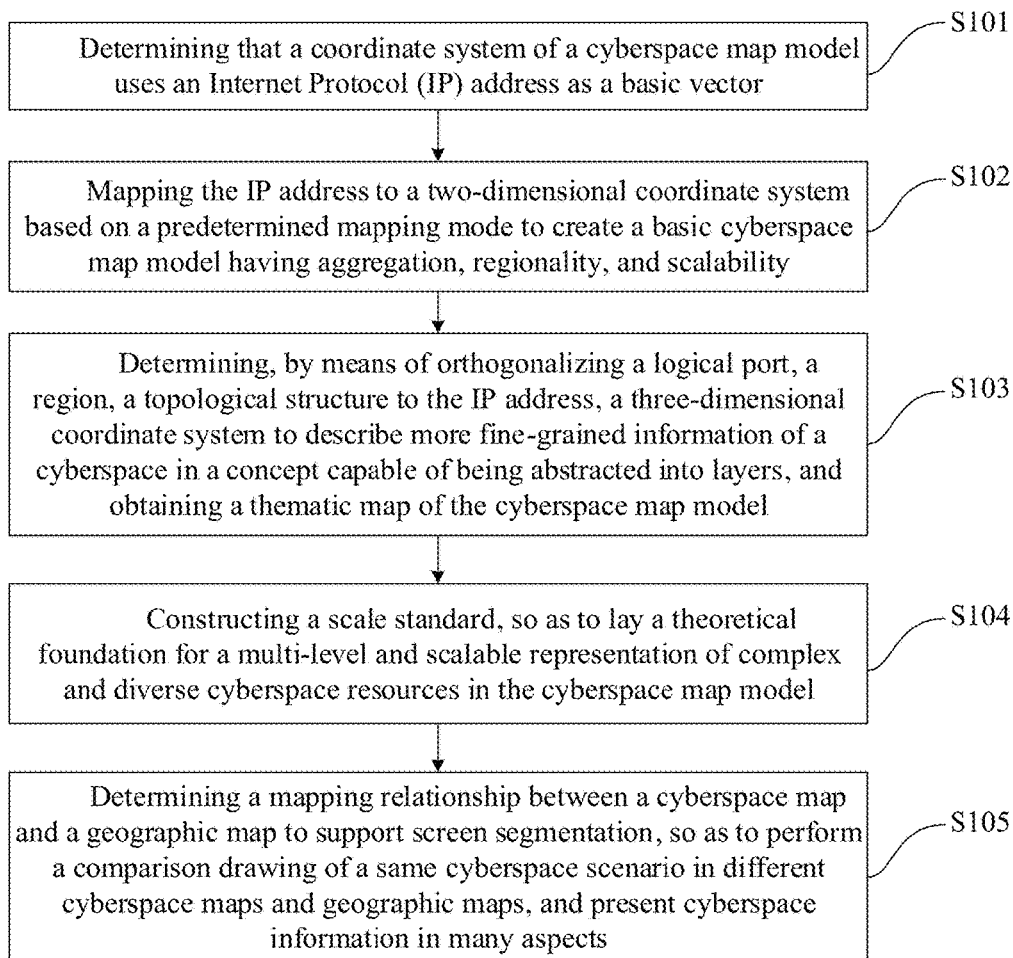 S101
Determining that a coordinate system of a cyberspace map model
uses an Internet Protocol (IP) address as a basic vector
S102
Mapping the IP address to a two-dimensional coordinate system
based on a predetermined mapping mode to create a basic cyberspace
map model having aggregation, regionality, and scalability
S103
Determining, by means of orthogonalizing a logical port, a
region, a topological structure to the IP address, a three-dimensional
coordinate system to describe more fine-grained information of a
cyberspace in a concept capable of being abstracted into layers, and
obtaining a thematic map of the cyberspace map model
S104
Constructing a scale standard, so as to lay a theoretical
foundation for a multi-level and scalable representation of complex
and diverse cyberspace resources in the cyberspace map model
S105
Determining a mapping relationship between a cyberspace map
and a geographic map to support screen segmentation, so as to perform
a comparison drawing of a same cyberspace scenario in different
cyberspace maps and geographic maps, and present cyberspace
information in many aspects